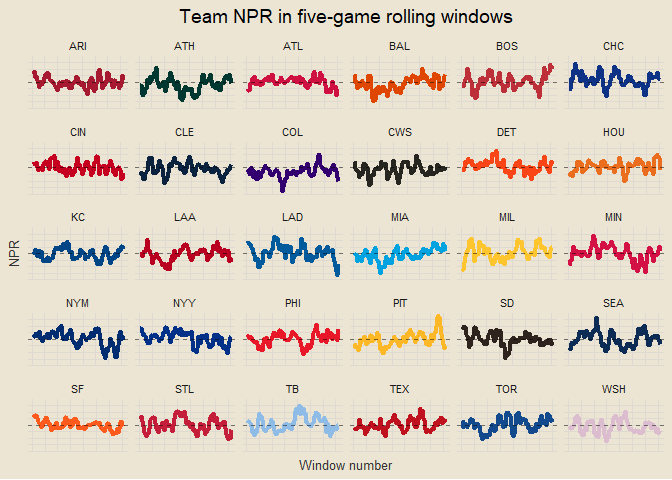 Team NPR in five-game rolling windows
ARI ATH ATL BAL BOS CHC
CIN CLE COL CWS DET HOU
KC LAA LAD MIA MIL MIN
NPR
NYM NYY PHI PIT SD SEA
SF STL TB TEX TOR WSH
Window number